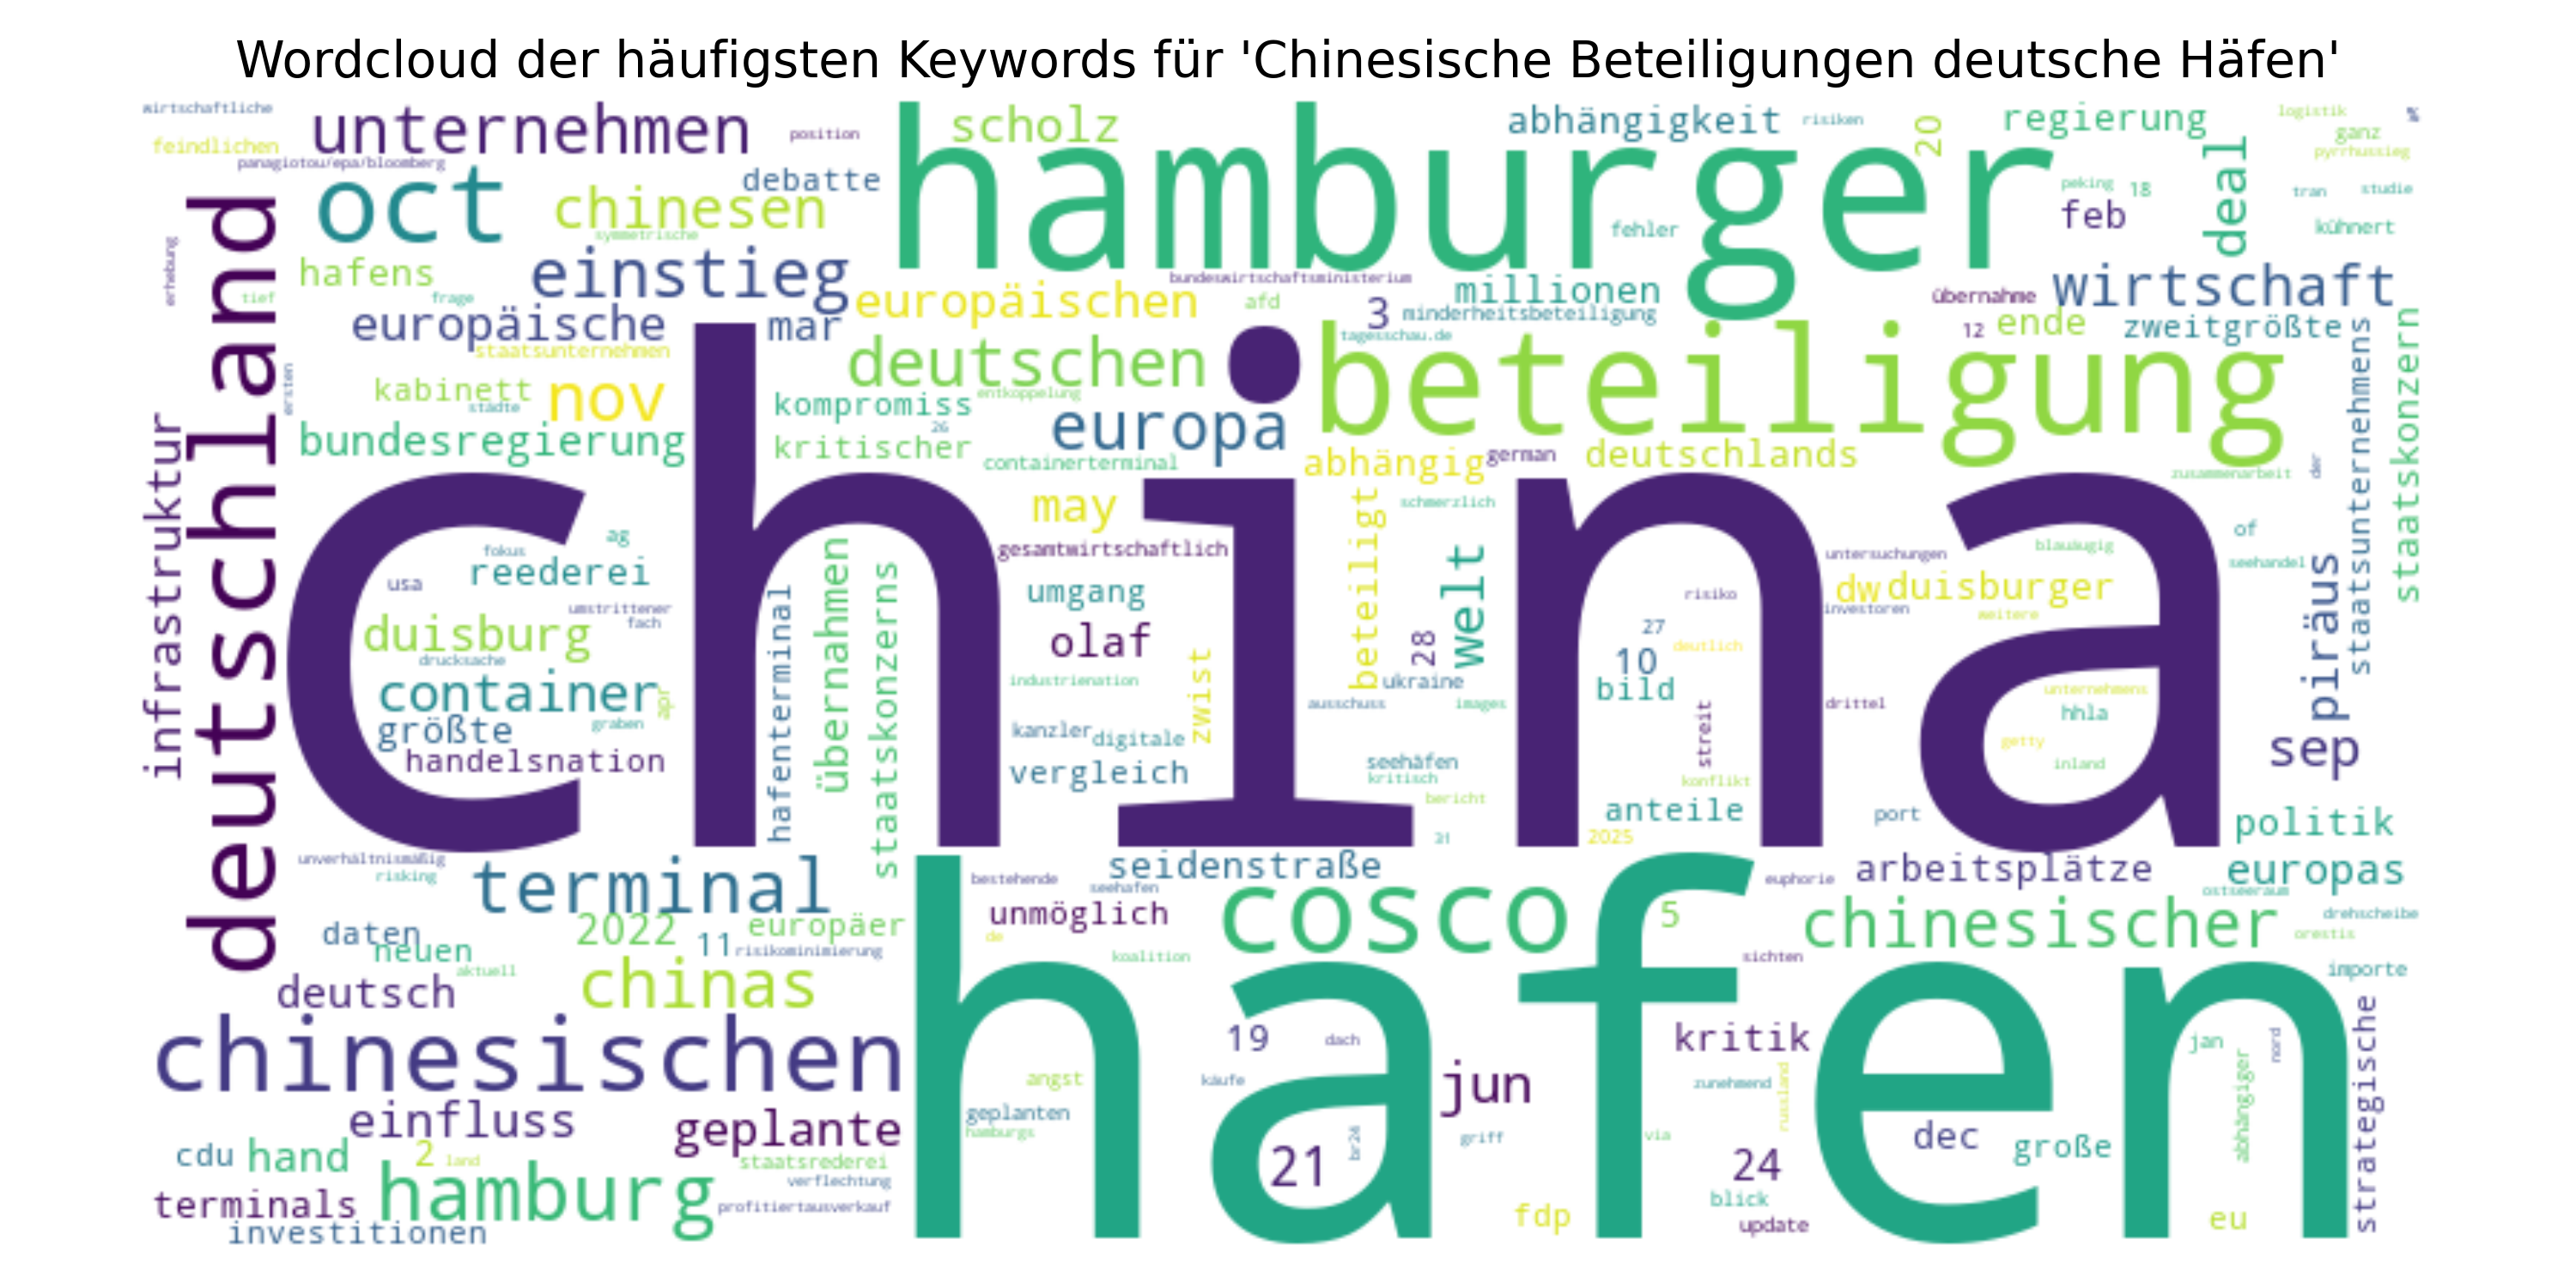 Wordcloud der häufigsten Keywords für 'Chinesische Beteiligungen deutsche Häfen'
wirtschaftliche
unternehmen
position
hamburger
scholz
abhängigkeit
risiken
20
regierung
logistik
feindlichen
panagiotou/epa/bloomberg
deal
ganz
pyrrhussieg
oct
chinesen
debatte
symmetrische
fehler
peking
18
feb
tran
studie
kühnert
deutschland
erhebung
hafens
tief
frage
einstieg
europäischen
bundeswirtschaftsministerium
afd
millionen
3
minderheitsbeteiligung
übernahme
wirtschaft
europäische
mar
tagesschau.de
12
ende
zweitgrößte
staatsunternehmen
deutschen
beteiligung
staatsunternehmens
staatskonzern
kabinett
städte
nov
ersten
kompromiss
entkoppelung
26
europa
bundesregierung
kritischer
containerterminal
abhängig
german
deutschlands
zusammenarbeit
der
infrastruktur
china
may
schmerzlich
beteiligt
welt
gesamtwirtschaftlich
fokus
ag
reederei
usa
umstrittener
fach
duisburg
drucksache
container
apr
größte
graben
handelsnation
hafenterminal
übernahmen
staatskonzerns
umgang
olaf
industrienation
zwist
kanzler
digitale
vergleich
28
ukraine
ausschuss
images
seehäfen
kritisch
bericht
31
risiko
27
deutlich
10
bild
streit
konflikt
anteile
2025
untersuchungen
blauäugig
dw
duisburger
investoren
weitere
drittel
unternehmens
hhla
getty
inland
port
of
seehandel
piräus
sep
politik
unverhältnismäßig
risking
terminal
seidenstraße
bestehende
seehafen
euphorie
arbeitsplätze
europas
ostseeraum
unmöglich
cosco
5
chinesischer
drehscheibe
orestis
daten
neuen
2022
11
europäer
risikominimierung
de
koalition
sichten
aktuell
deutsch
chinas
importe
hafen
chinesischen
19
dach
kritik
jan
nord
strategische
angst
käufe
jun
zunehmend
russland
abhängiger
einfluss
geplante
geplanten
hamburgs
21
br24
griff
via
dec
große
cdu
hand
2
land
staatsrederei
verflechtung
24
terminals
hamburg
profitiertausverkauf
blick
fdp
update
eu
investitionen